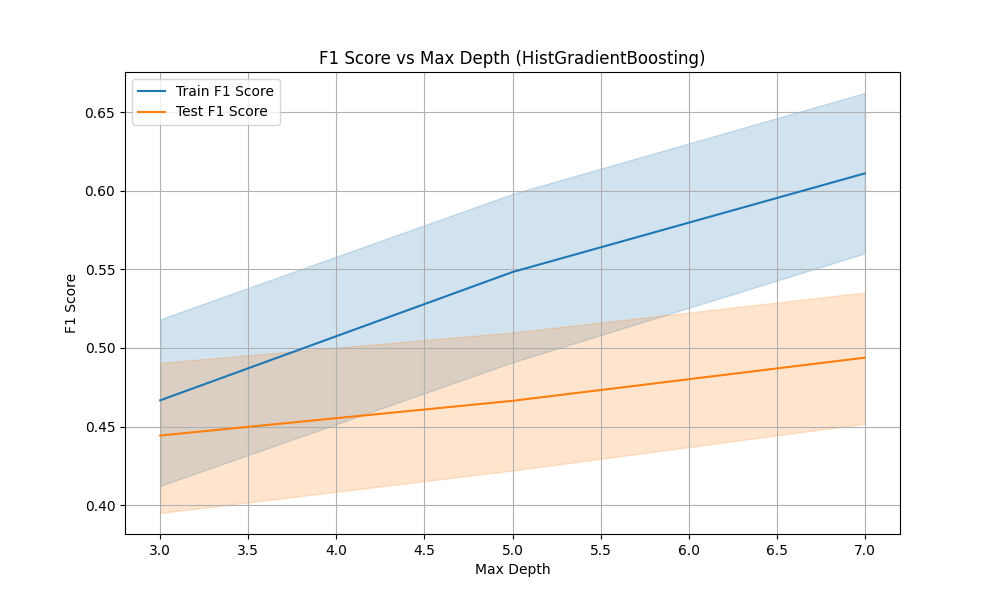 F1 Score vs Max Depth (HistGradientBoosting)
Train F1 Score
Test F1 Score
F1 Score
0.65
0.60
0.55
0.50
0.45
0.40
3.0 3.5 4.0 4.5 5.0 5.5 6.0 6.5 7.0
Max Depth